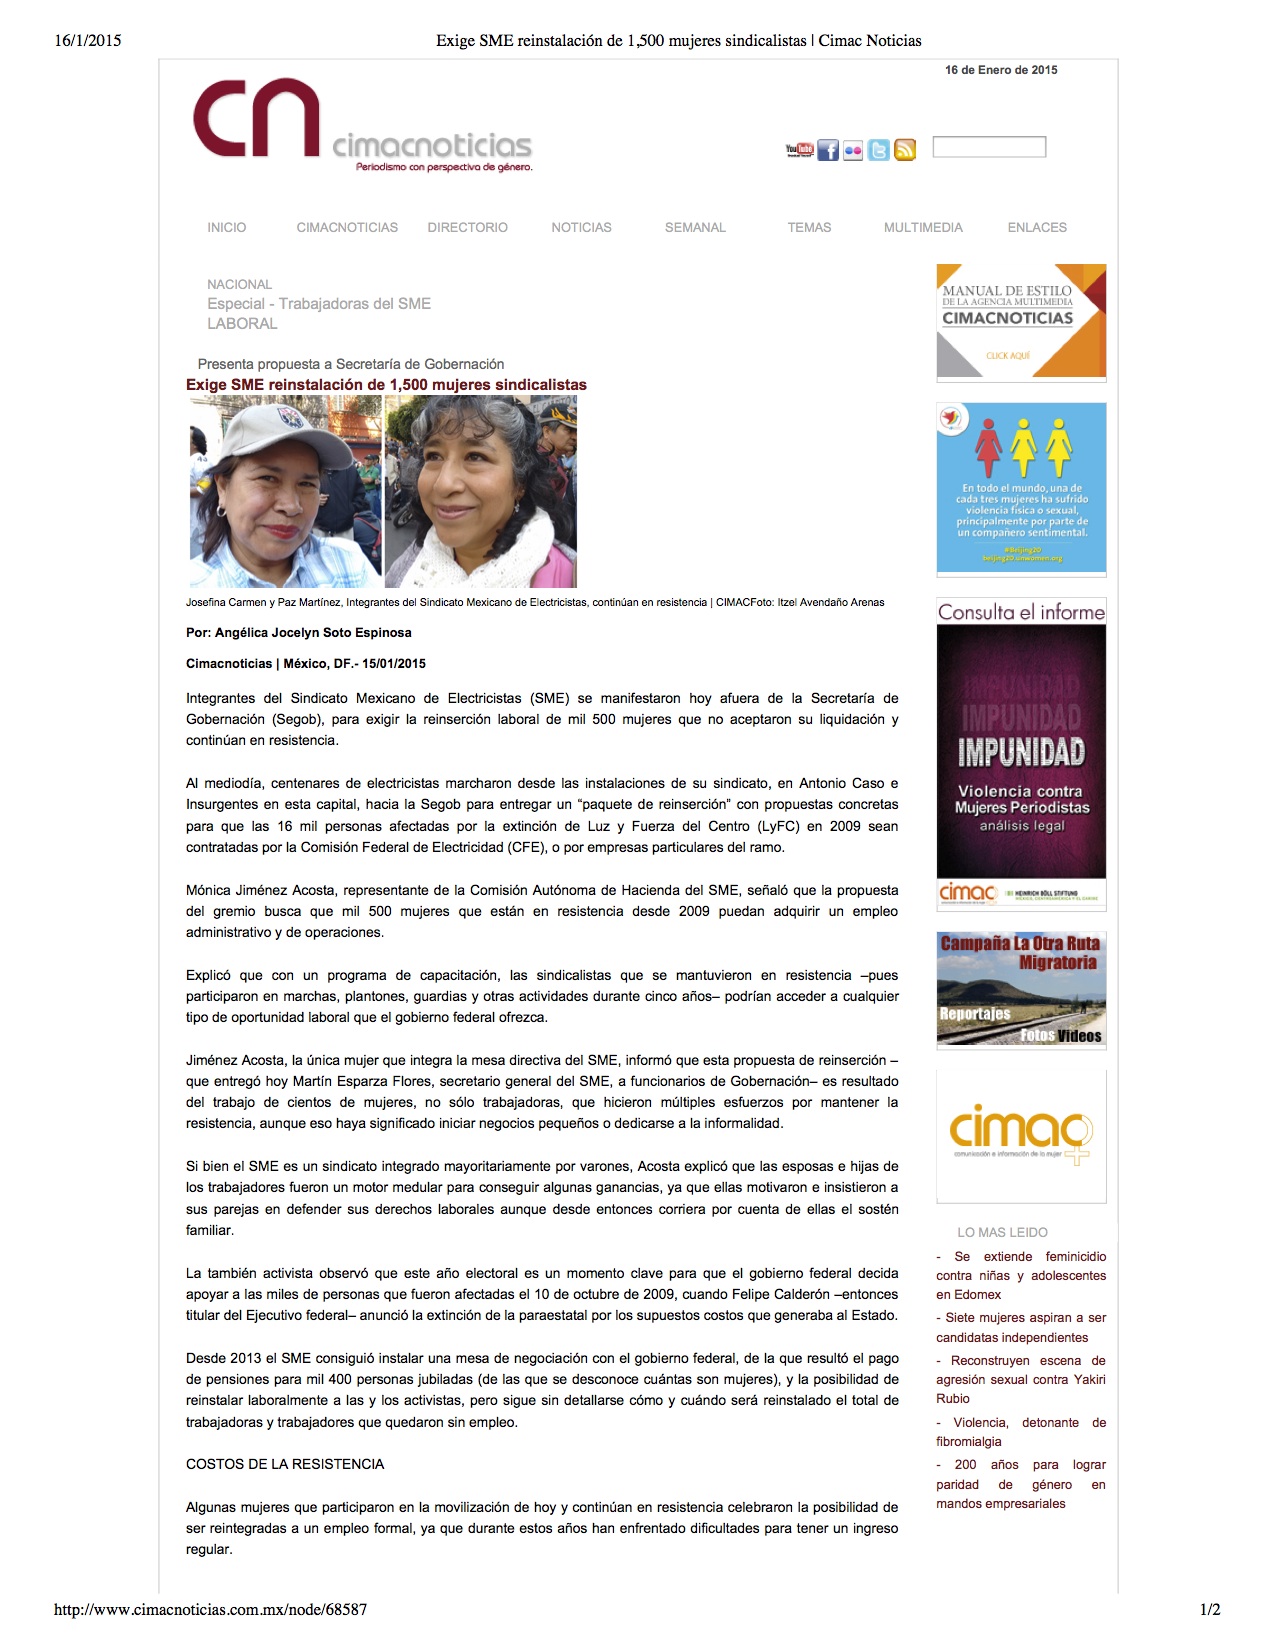 16/1/2015
Exige SME reinstalación de 1,500 mujeres sindicalistas | Cimac Noticias
16 de Enero de 2015
cn cimacnoticias
Periodismo con perspectiva de género.
You Tube
INICIO CIMACNOTICIAS DIRECTORIO NOTICIAS SEMANAL TEMAS MULTIMEDIA ENLACES
NACIONAL
Especial - Trabajadoras del SME
LABORAL
Presenta propuesta a Secretaría de Gobernación
Exige SME reinstalación de 1,500 mujeres sindicalistas
Josefina Carmen y Paz Martínez, Integrantes del Sindicato Mexicano de Electricistas, continúan en resistencia | CIMACFoto: Itzel Avendaño Arenas
Por: Angélica Jocelyn Soto Espinosa
Cimacnoticias | México, DF.- 15/01/2015
Integrantes del Sindicato Mexicano de Electricistas (SME) se manifestaron hoy afuera de la Secretaría de
Gobernación (Segob), para exigir la reinserción laboral de mil 500 mujeres que no aceptaron su liquidación y
continúan en resistencia.
Al mediodía, centenares de electricistas marcharon desde las instalaciones de su sindicato, en Antonio Caso e
Insurgentes en esta capital, hacia la Segob para entregar un “paquete de reinserción” con propuestas concretas
para que las 16 mil personas afectadas por la extinción de Luz y Fuerza del Centro (LyFC) en 2009 sean
contratadas por la Comisión Federal de Electricidad (CFE), o por empresas particulares del ramo.
Mónica Jiménez Acosta, representante de la Comisión Autónoma de Hacienda del SME, señaló que la propuesta
del gremio busca que mil 500 mujeres que están en resistencia desde 2009 puedan adquirir un empleo
administrativo y de operaciones.
Explicó que con un programa de capacitación, las sindicalistas que se mantuvieron en resistencia –pues
participaron en marchas, plantones, guardias y otras actividades durante cinco años– podrían acceder a cualquier
tipo de oportunidad laboral que el gobierno federal ofrezca.
Jiménez Acosta, la única mujer que integra la mesa directiva del SME, informó que esta propuesta de reinserción –
que entregó hoy Martín Esparza Flores, secretario general del SME, a funcionarios de Gobernación– es resultado
del trabajo de cientos de mujeres, no sólo trabajadoras, que hicieron múltiples esfuerzos por mantener la
resistencia, aunque eso haya significado iniciar negocios pequeños o dedicarse a la informalidad.
Si bien el SME es un sindicato integrado mayoritariamente por varones, Acosta explicó que las esposas e hijas de
los trabajadores fueron un motor medular para conseguir algunas ganancias, ya que ellas motivaron e insistieron a
sus parejas en defender sus derechos laborales aunque desde entonces corriera por cuenta de ellas el sostén
familiar.
La también activista observó que este año electoral es un momento clave para que el gobierno federal decida
apoyar a las miles de personas que fueron afectadas el 10 de octubre de 2009, cuando Felipe Calderón –entonces
titular del Ejecutivo federal– anunció la extinción de la paraestatal por los supuestos costos que generaba al Estado.
Desde 2013 el SME consiguió instalar una mesa de negociación con el gobierno federal, de la que resultó el pago
de pensiones para mil 400 personas jubiladas (de las que se desconoce cuántas son mujeres), y la posibilidad de
reinstalar laboralmente a las y los activistas, pero sigue sin detallarse cómo y cuándo será reinstalado el total de
trabajadoras y trabajadores que quedaron sin empleo.
COSTOS DE LA RESISTENCIA
Algunas mujeres que participaron en la movilización de hoy y continúan en resistencia celebraron la posibilidad de
ser reintegradas a un empleo formal, ya que durante estos años han enfrentado dificultades para tener un ingreso
regular.
MANUAL DE ESTILO
DE LA AGENCIA MULTIMEDIA
CIMACNOTICIAS
CLICK AQUÍ
En todo el mundo, una de
cada tres mujeres ha sufrido
violencia física o sexual,
principalmente por parte de
un compañero sentimental.
#Beijing20
beijing20.unwomen.org
Consulta el informe
IMPUNIDAD
IMPUNIDAD
IMPUNIDAD
Violencia contra
Mujeres Periodistas
análisis legal
cimac
HEINRICH BÖLL STIFTUNG
MÉXICO, CENTROAMÉRICA Y EL CARIBE
Campaña La Otra Ruta
Migratoria
Reportajes
Fotos Videos
cimac
comunicación e información de la mujer
LO MAS LEIDO
- Se extiende feminicidio
contra niñas y adolescentes
en Edomex
- Siete mujeres aspiran a ser
candidatas independientes
- Reconstruyen escena de
agresión sexual contra Yakiri
Rubio
- Violencia, detonante de
fibromialgia
- 200 años para lograr
paridad de género en
mandos empresariales
http://www.cimacnoticias.com.mx/node/68587
1/2